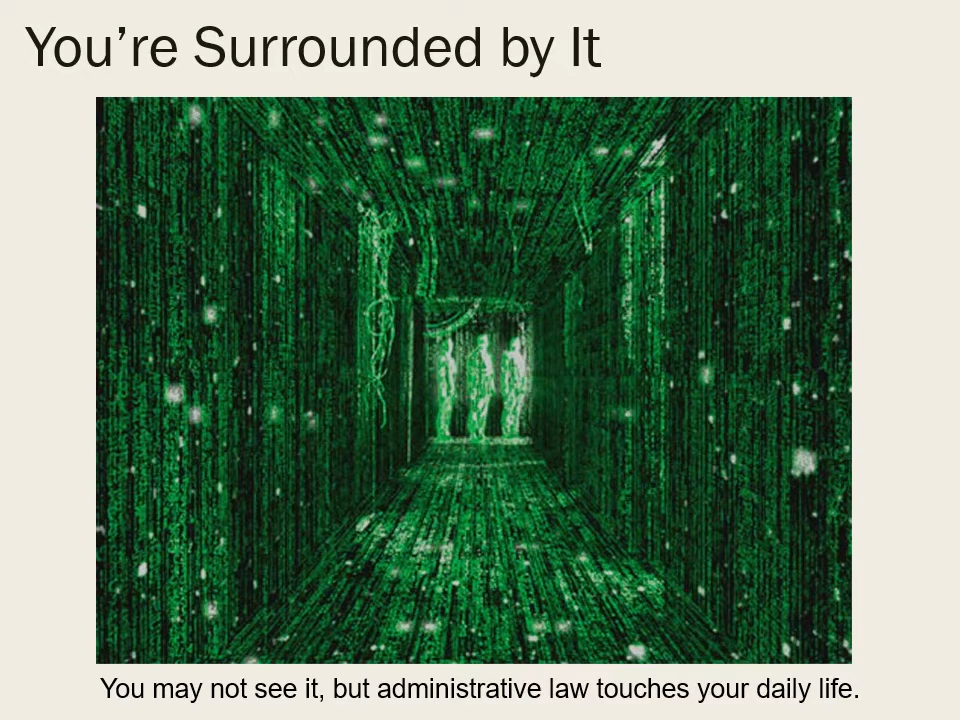 You’re Surrounded by It
You may not see it, but administrative law touches your daily life.